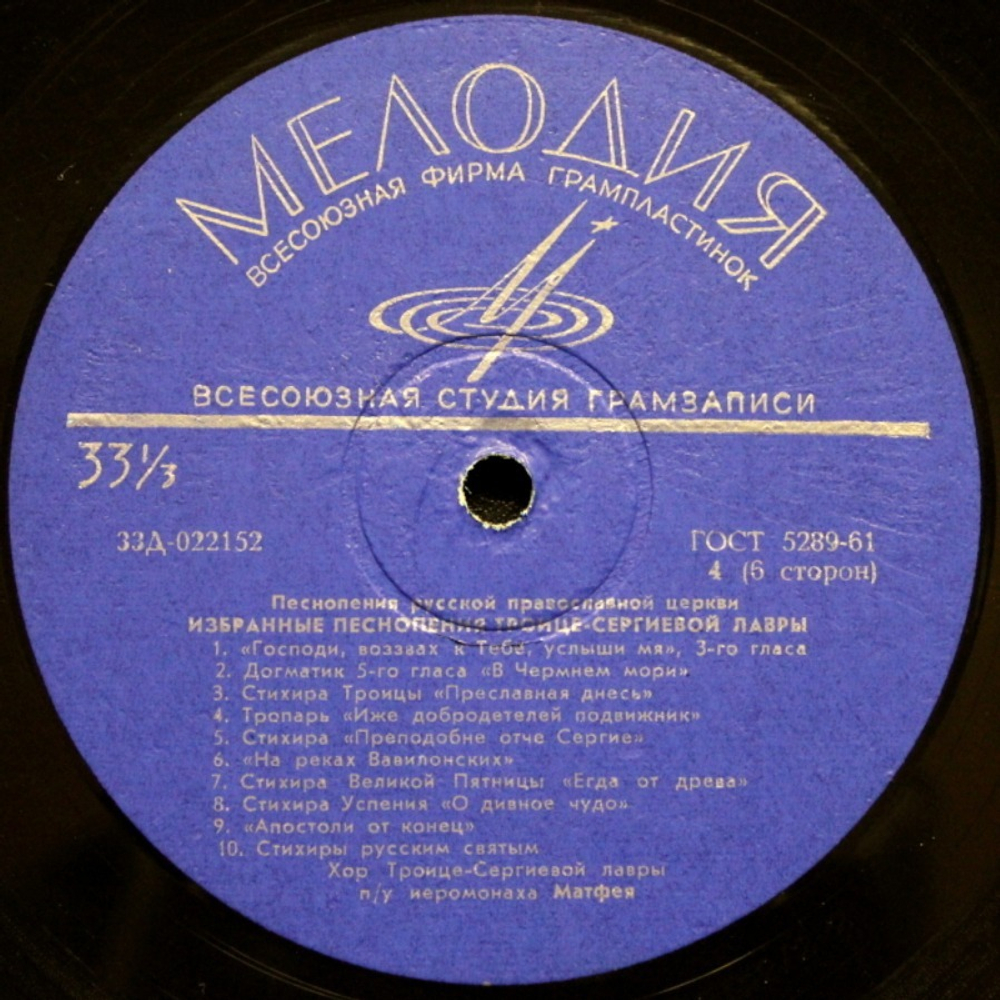 МЕЛОДИЯ
ВСЕСОЮЗНАЯ ФИРМА ГРАМПЛАСТИНОК
ВСЕСОЮЗНАЯ СТУДИЯ ГРАМЗАПИСИ
33⅓
33Д-022152
ГОСТ 5289-61
4 (6 сторон)
Песнопения русской православной церкви
ИЗБРАННЫЕ ПЕСНОПЕНИЯ ТРОИЦЕ-СЕРГИЕВОЙ ЛАВРЫ
1. «Господи, воззвах к Тебе, услыши мя», 3-го гласа
2. Догматик 5-го гласа «В Чермнем мори»
3. Стихира Троицы «Преславная днесь»
4. Тропарь «Иже добродетелей подвижник»
5. Стихира «Преподобне отче Сергие»
6. «На реках Вавилонских»
7. Стихира Великой Пятницы «Егда от древа»
8. Стихира Успения «О дивное чудо»
9. «Апостоли от конец»
10. Стихиры русским святым
Хор Троице-Сергиевой лавры
п/у иеромонаха Матфея